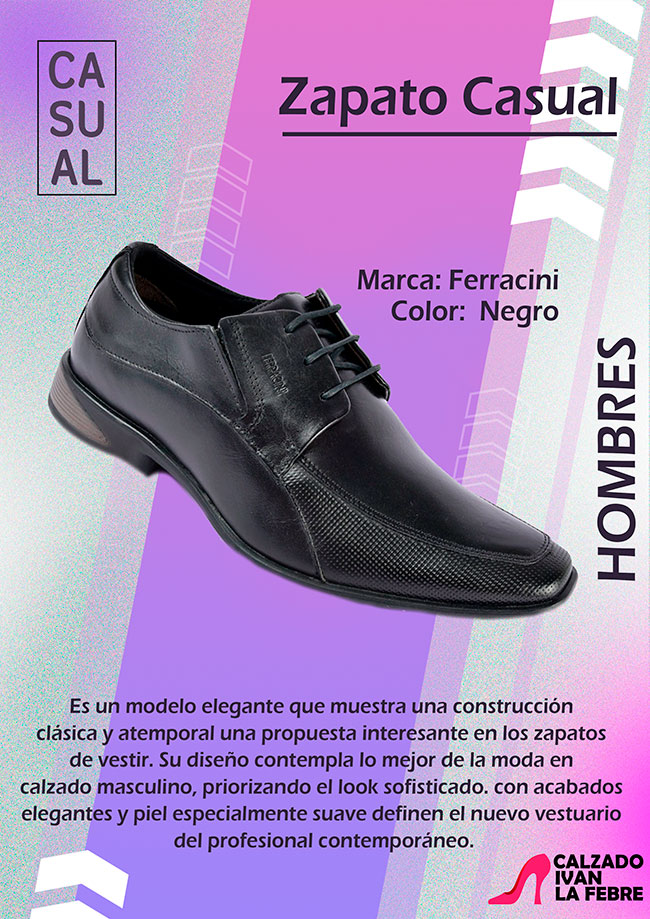 CA
SU
AL
Zapato Casual
Marca: Ferracini
Color: Negro
FERRACINI
HOMBRES
Es un modelo elegante que muestra una construcción
clásica y atemporal una propuesta interesante en los zapatos
de vestir. Su diseño contempla lo mejor de la moda en
calzado masculino, priorizando el look sofisticado. con acabados
elegantes y piel especialmente suave definen el nuevo vestuario
del profesional contemporáneo.
CALZADO
IVAN
LA FEBRE